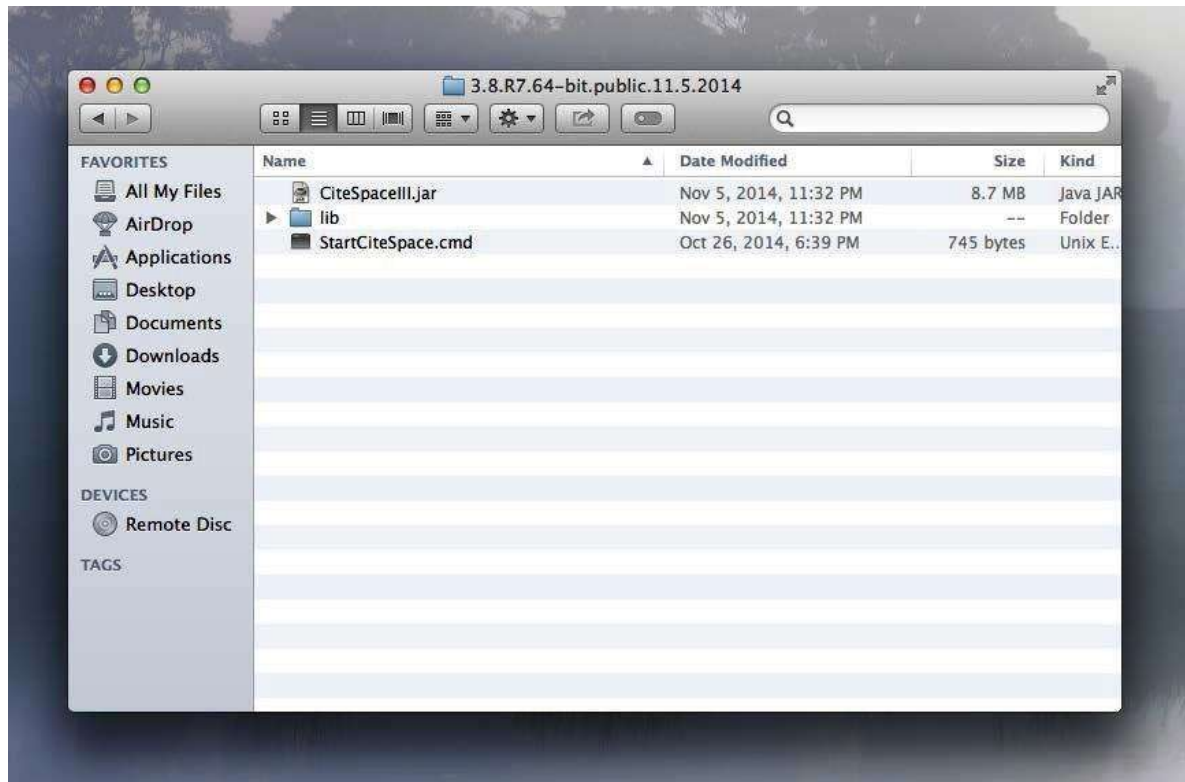 3.8.R7.64-bit.public.11.5.2014
FAVORITES
All My Files
AirDrop
Applications
Desktop
Documents
Downloads
Movies
Music
Pictures
DEVICES
Remote Disc
TAGS
Name Date Modified Size Kind
CiteSpaceIII.jar Nov 5, 2014, 11:32 PM 8.7 MB Java JAR
lib Nov 5, 2014, 11:32 PM -- Folder
StartCiteSpace.cmd Oct 26, 2014, 6:39 PM 745 bytes Unix E...